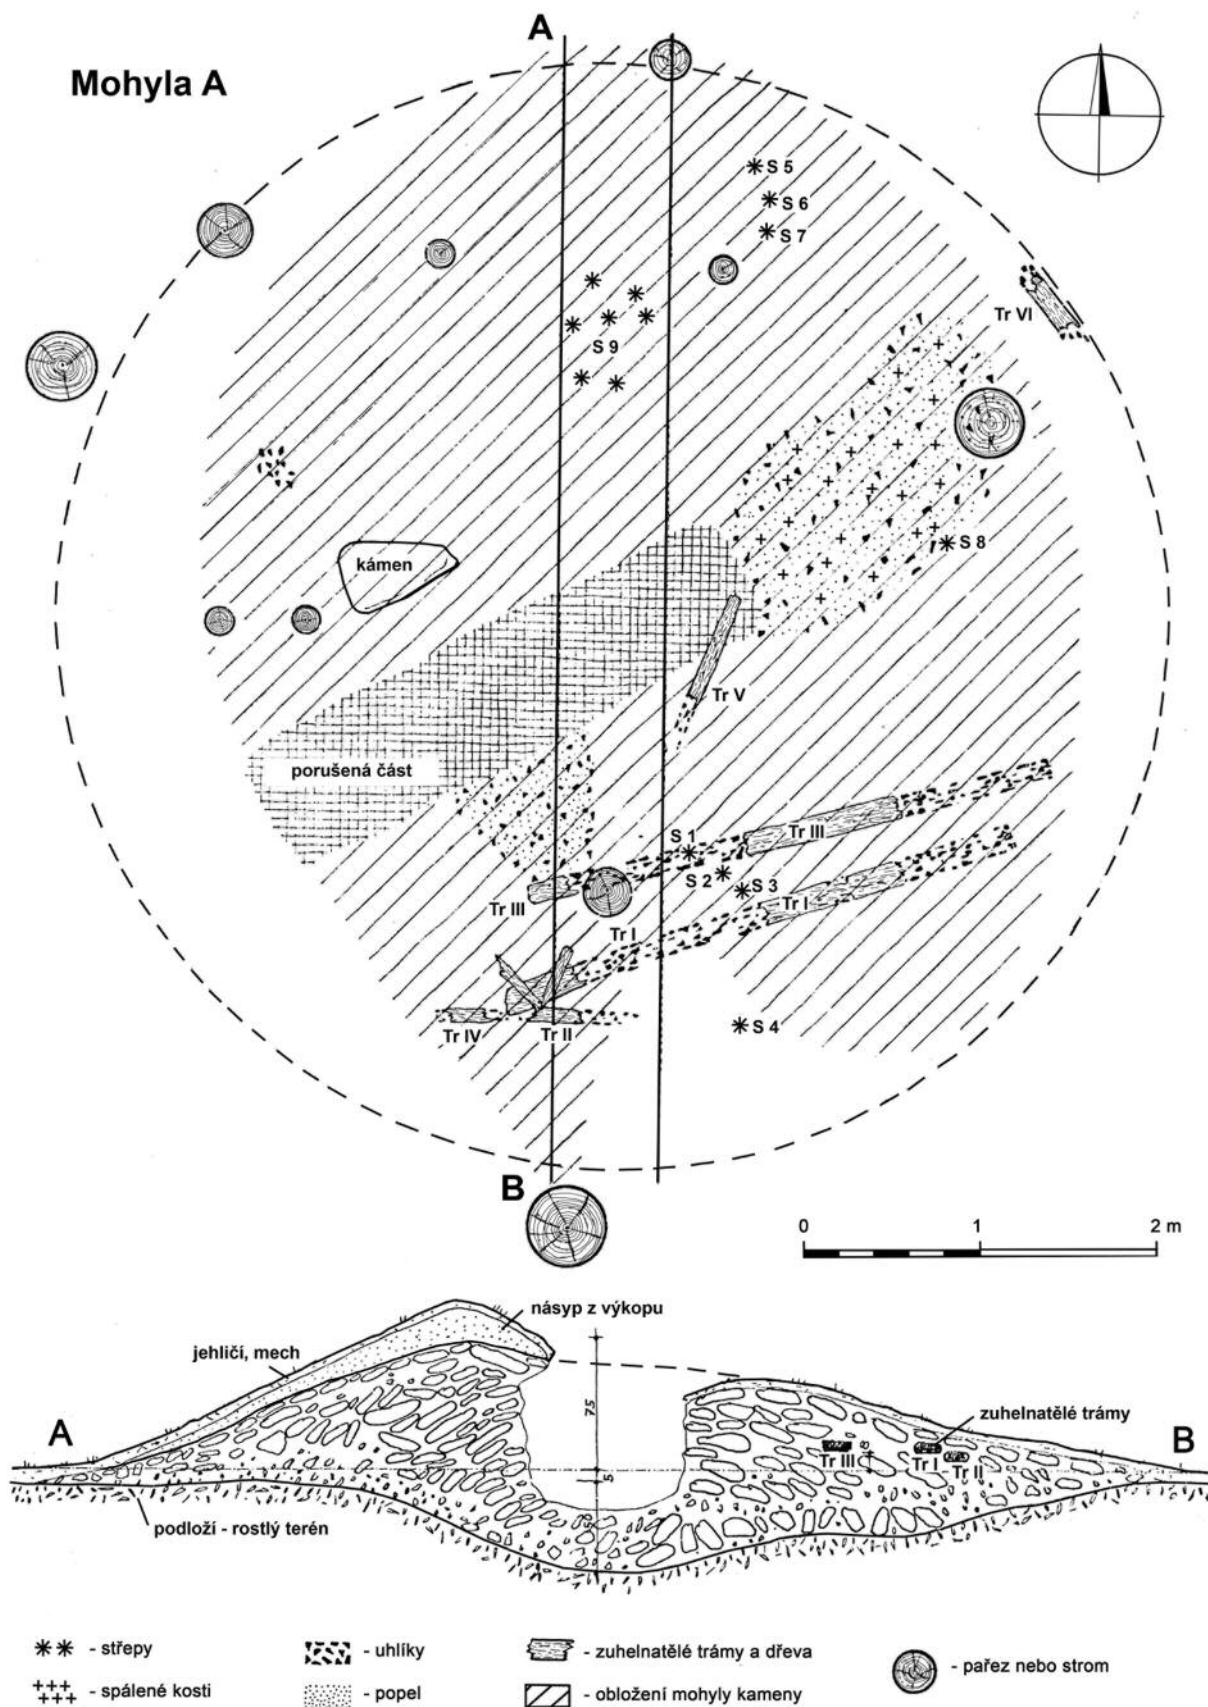 A
Mohyla A
S 5
S 6
S 7
Tr VI
S 9
S 8
kámen
Tr V
porušená část
S 1
Tr III
S 2
S 3
Tr III
Tr I
Tr I
S 4
Tr IV
Tr II
B
0 1 2 m
násyp z výkopu
jehličí, mech
75
zuhelnatělé trámy
A
B
Tr III
8
Tr I
Tr II
5
podloží - rostlý terén
- střepy
- uhlíky
- zuhelnatělé trámy a dřeva
- pařez nebo strom
- spálené kosti
- popel
- obložení mohyly kameny